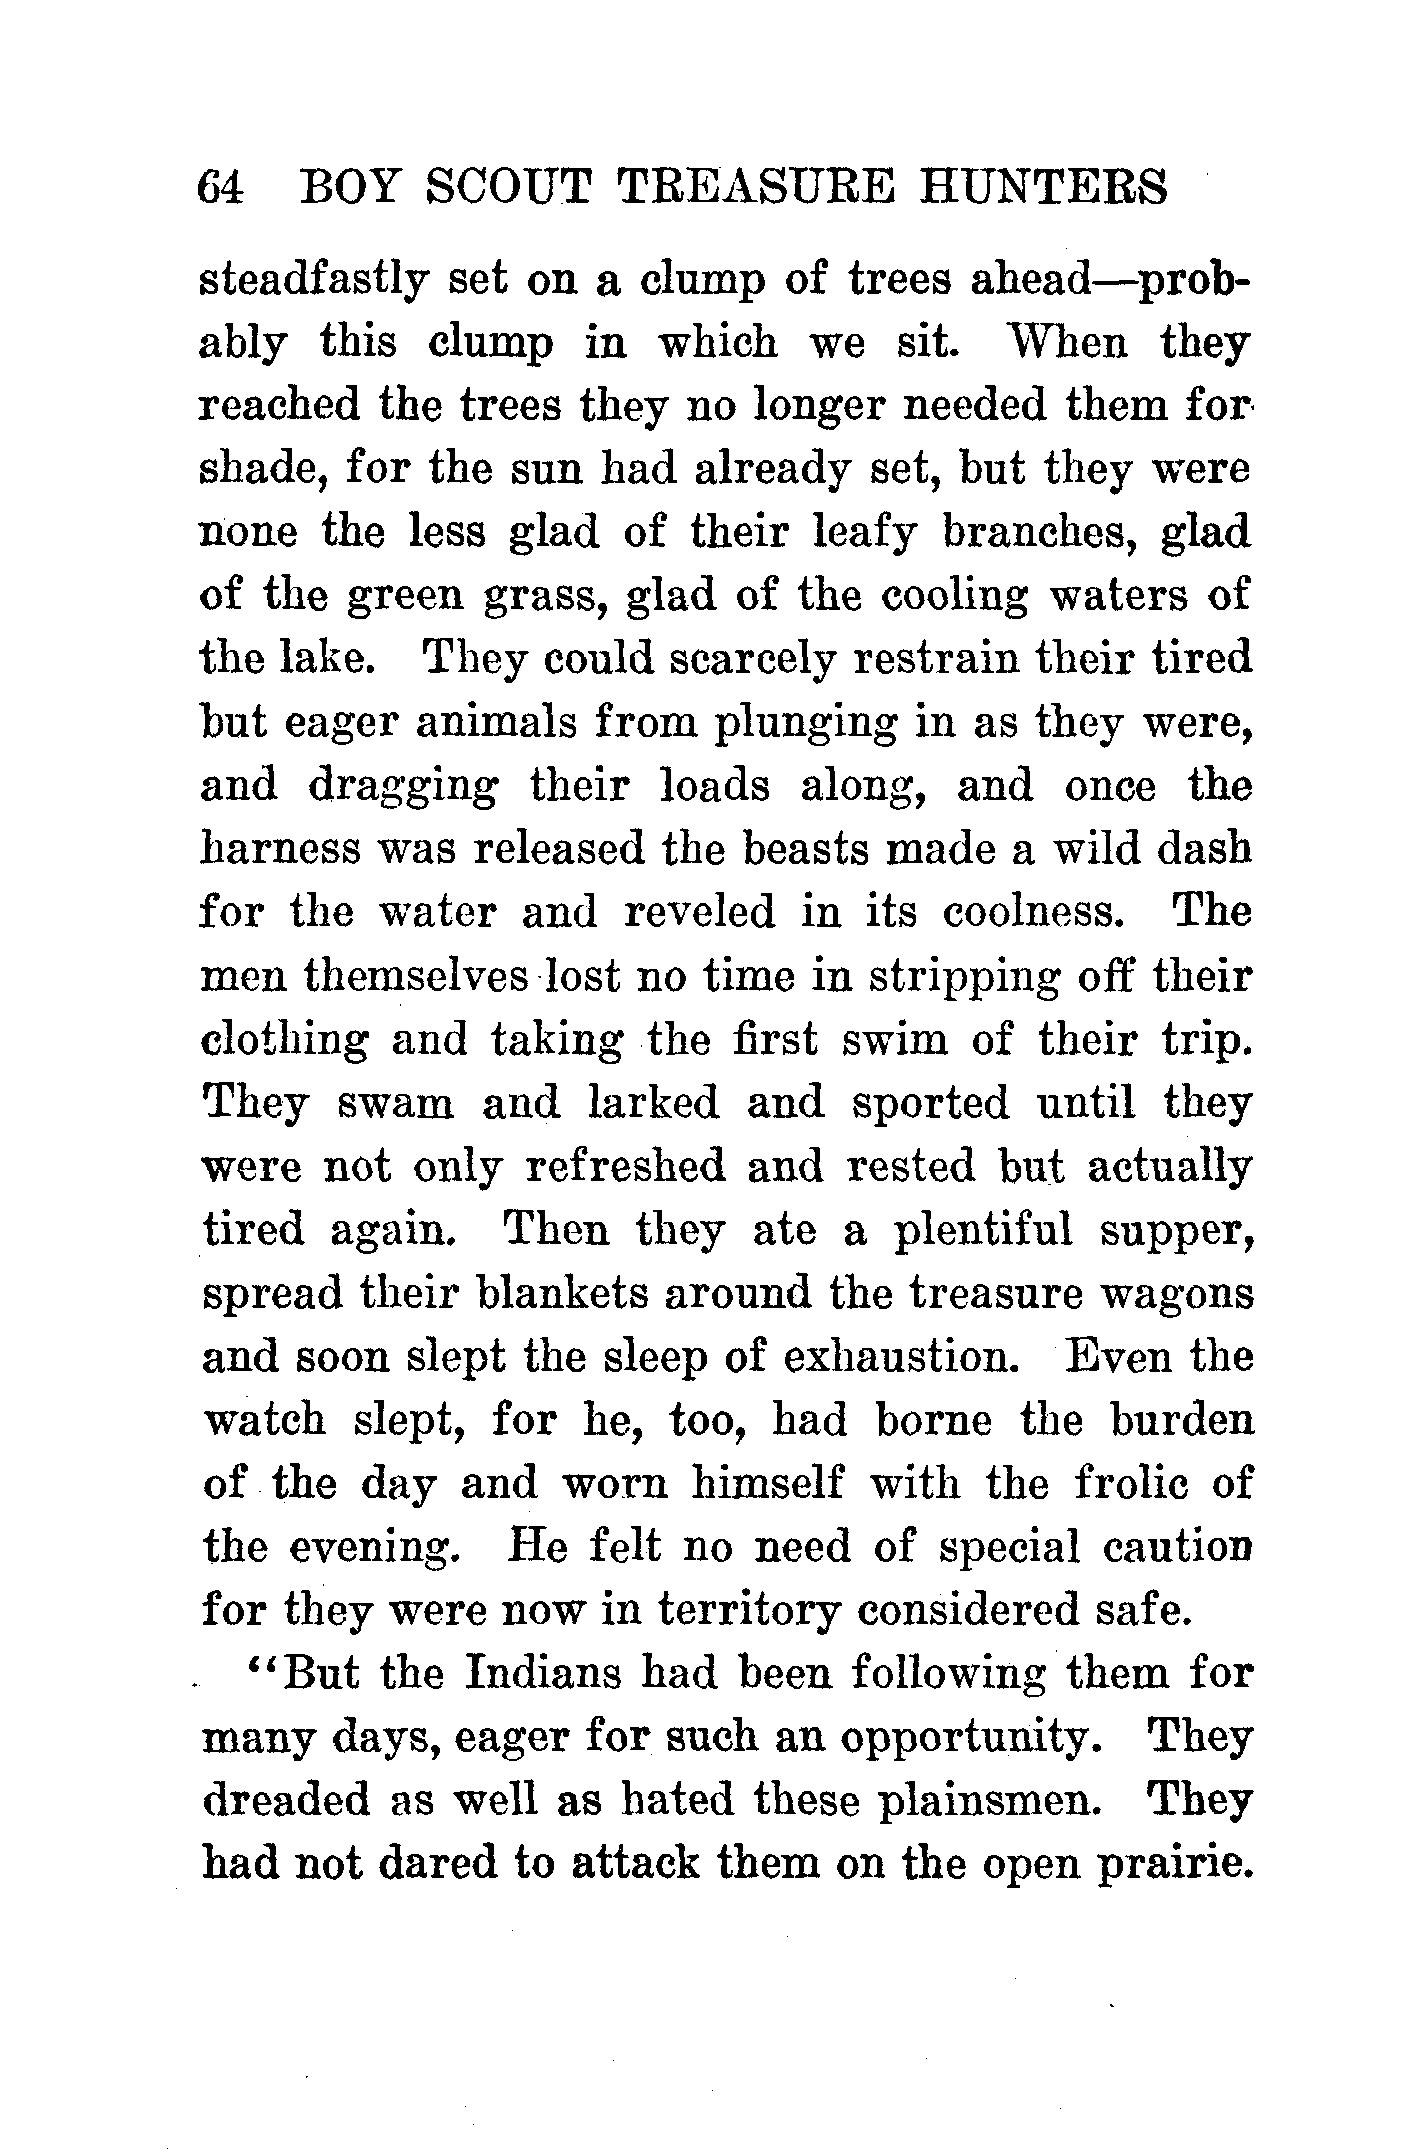 64 BOY SCOUT TREASURE HUNTERS
steadfastly set on a clump of trees ahead—prob-
ably this clump in which we sit. When they
reached the trees they no longer needed them for
shade, for the sun had already set, but they were
none the less glad of their leafy branches, glad
of the green grass, glad of the cooling waters of
the lake. They could scarcely restrain their tired
but eager animals from plunging in as they were,
and dragging their loads along, and once the
harness was released the beasts made a wild dash
for the water and reveled in its coolness. The
men themselves lost no time in stripping off their
clothing and taking the first swim of their trip.
They swam and larked and sported until they
were not only refreshed and rested but actually
tired again. Then they ate a plentiful supper,
spread their blankets around the treasure wagons
and soon slept the sleep of exhaustion. Even the
watch slept, for he, too, had borne the burden
of the day and worn himself with the frolic of
the evening. He felt no need of special caution
for they were now in territory considered safe.
“But the Indians had been following them for
many days, eager for such an opportunity. They
dreaded as well as hated these plainsmen. They
had not dared to attack them on the open prairie.